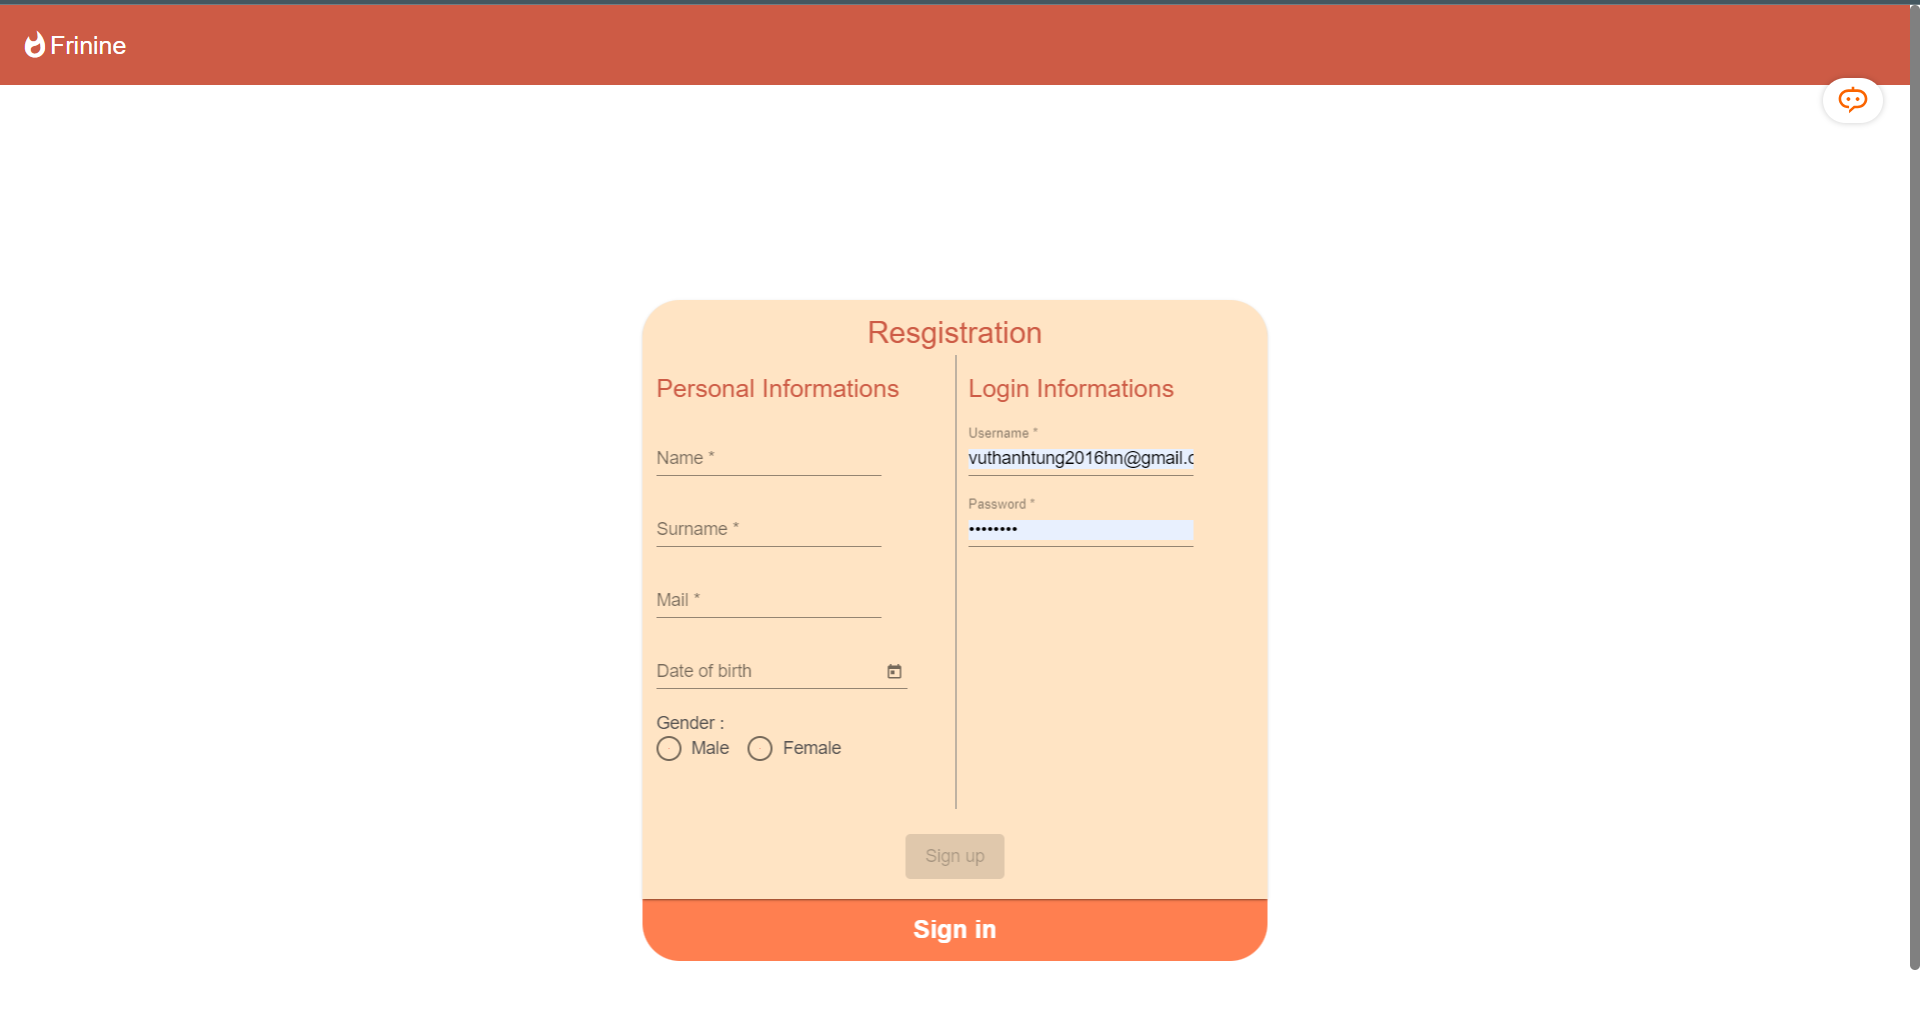 Frinine
Resgistration
Personal Informations
Name *
Surname *
Mail *
Date of birth
Gender :
Male Female
Login Informations
Username *
vuthanhtung2016hn@gmail.c
Password *
••••••••
Sign up
Sign in